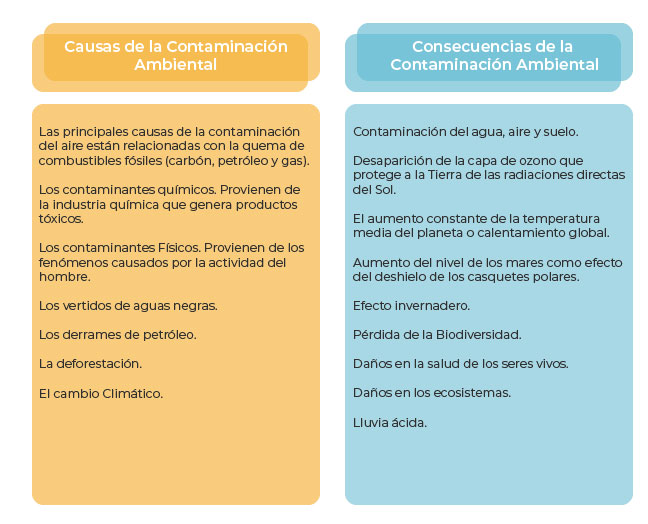 Causas de la Contaminación
Ambiental
Las principales causas de la contaminación
del aire están relacionadas con la quema de
combustibles fósiles (carbón, petróleo y gas).
Los contaminantes químicos. Provienen de
la industria química que genera productos
tóxicos.
Los contaminantes Físicos. Provienen de los
fenómenos causados por la actividad del
hombre.
Los vertidos de aguas negras.
Los derrames de petróleo.
La deforestación.
El cambio Climático.
Consecuencias de la
Contaminación Ambiental
Contaminación del agua, aire y suelo.
Desaparición de la capa de ozono que
protege a la Tierra de las radiaciones directas
del Sol.
El aumento constante de la temperatura
media del planeta o calentamiento global.
Aumento del nivel de los mares como efecto
del deshielo de los casquetes polares.
Efecto invernadero.
Pérdida de la Biodiversidad.
Daños en la salud de los seres vivos.
Daños en los ecosistemas.
Lluvia ácida.